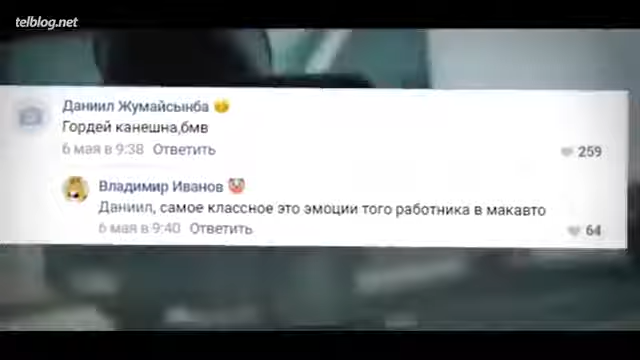 telblog.net
Даниил Жумайсынба
Гордей канешна,бмв
6 мая в 9:38 Ответить
259
Владимир Иванов
Даниил, самое классное это эмоции того работника в макавто
6 мая в 9:40 Ответить
64